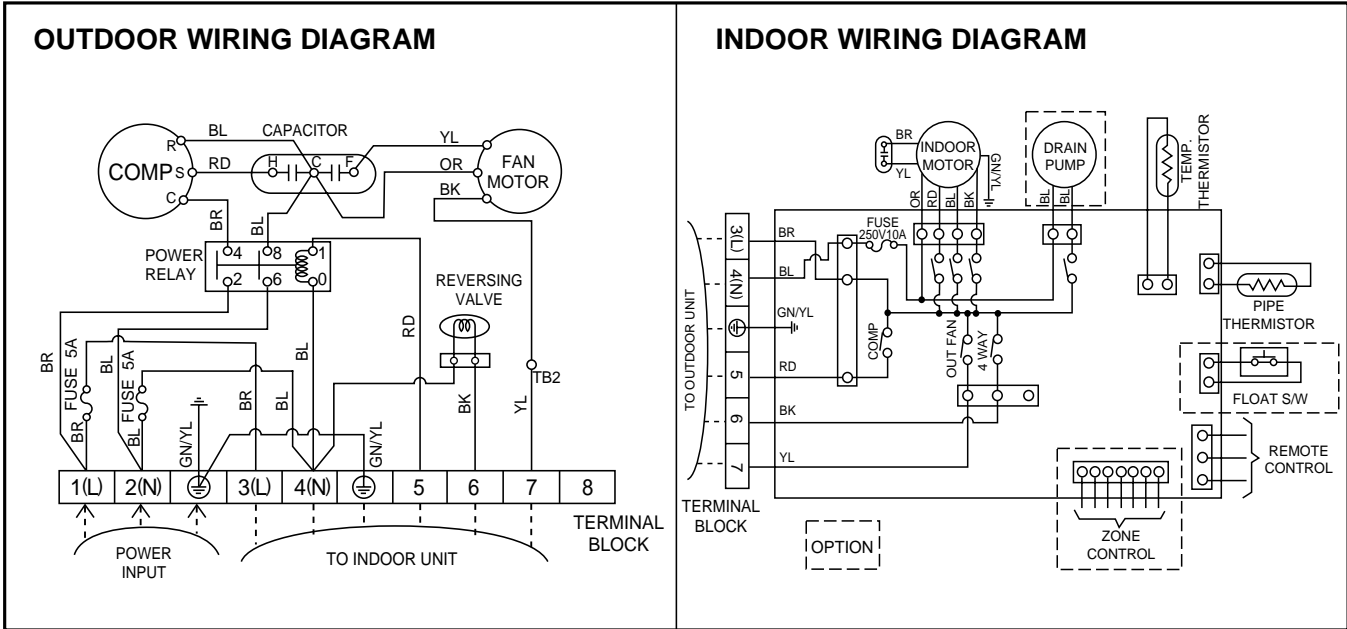 OUTDOOR WIRING DIAGRAM
BL
CAPACITOR
YL
R
COMP
S
RD
H
C
F
OR
FAN
MOTOR
BK
C
BR
BL
POWER
RELAY
4
8
1
2
6
0
REVERSING
VALVE
BR
FUSE 5A
BR
BL
FUSE 5A
BL
GN/YL
BR
BL
BL
GN/YL
RD
BK
TB2
YL
1(L)
2(N)
3(L)
4(N)
5
6
7
8
TERMINAL
BLOCK
POWER
INPUT
TO INDOOR UNIT
INDOOR WIRING DIAGRAM
BR
YL
INDOOR
MOTOR
GN/YL
DRAIN
PUMP
TEMP.
THERMISTOR
OR
RD
BL
BK
BL
BL
TO OUTDOOR UNIT
3(L)
BR
FUSE
250V10A
4(N)
BL
GN/YL
COMP
OUT FAN
4 WAY
5
RD
6
BK
7
YL
TERMINAL
BLOCK
PIPE
THERMISTOR
FLOAT S/W
REMOTE
CONTROL
ZONE
CONTROL
OPTION